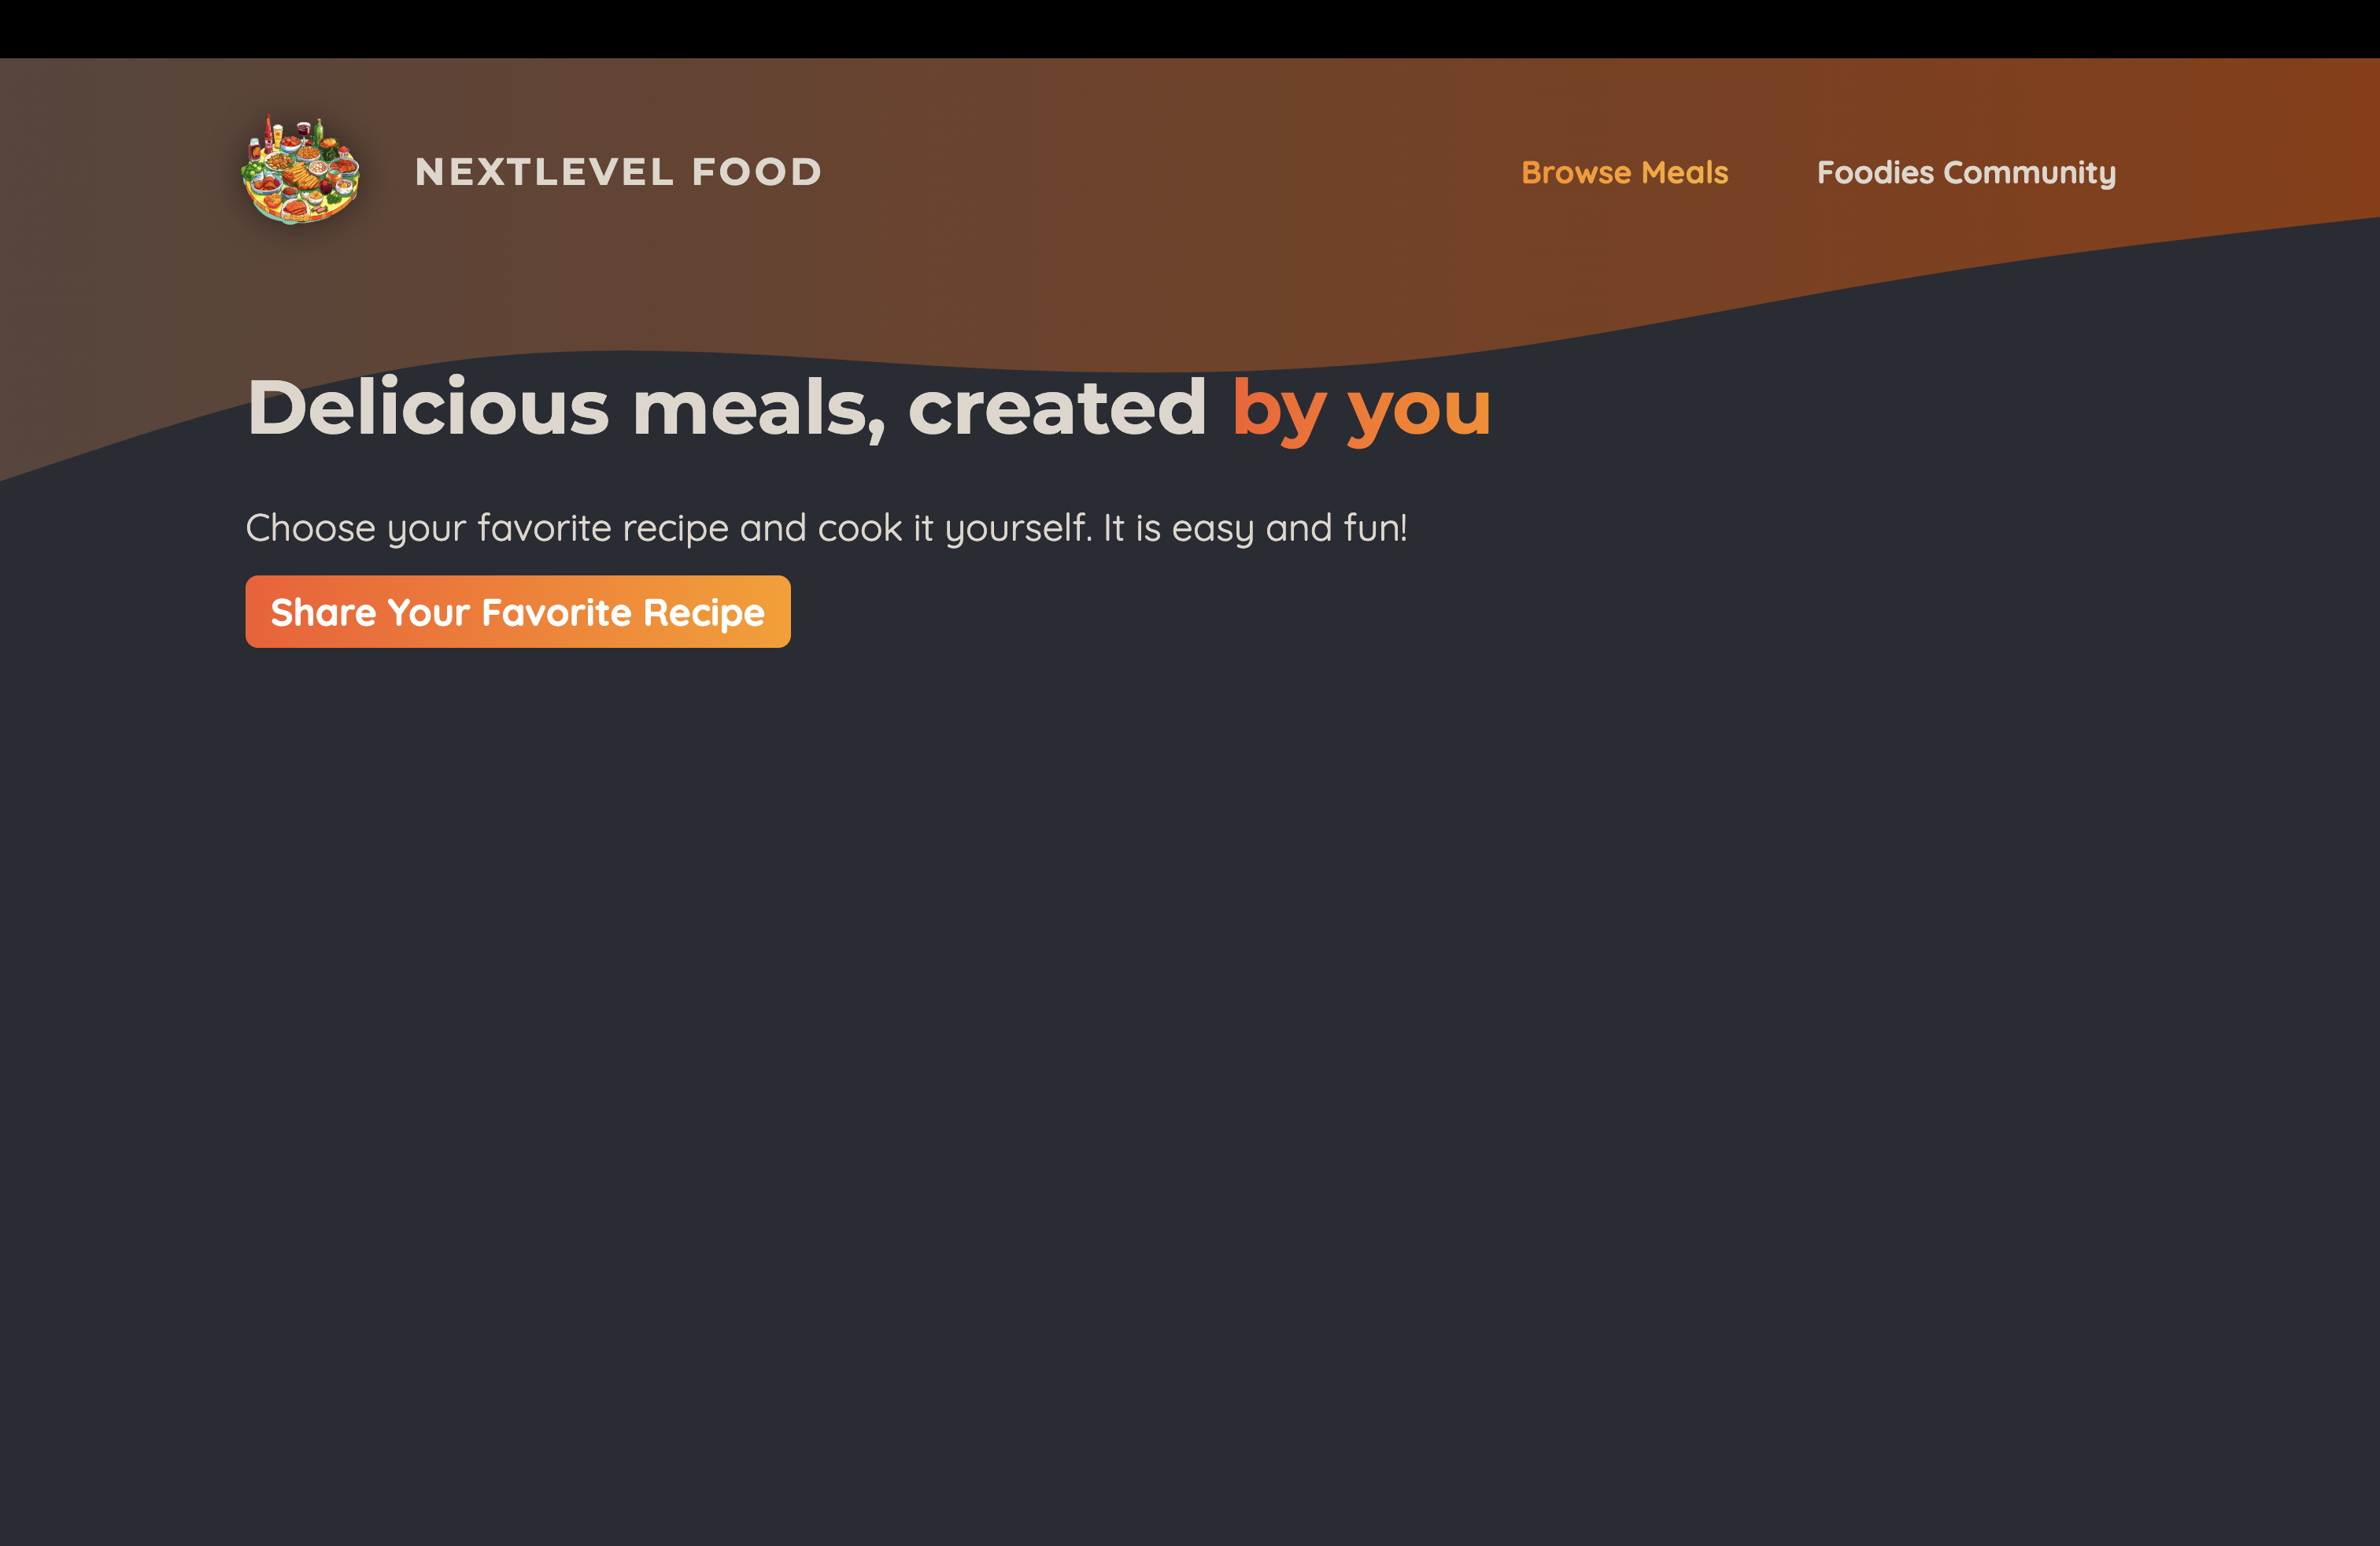 NEXTLEVEL FOOD
Browse Meals
Foodies Community
Delicious meals, created by you
Choose your favorite recipe and cook it yourself. It is easy and fun!
Share Your Favorite Recipe